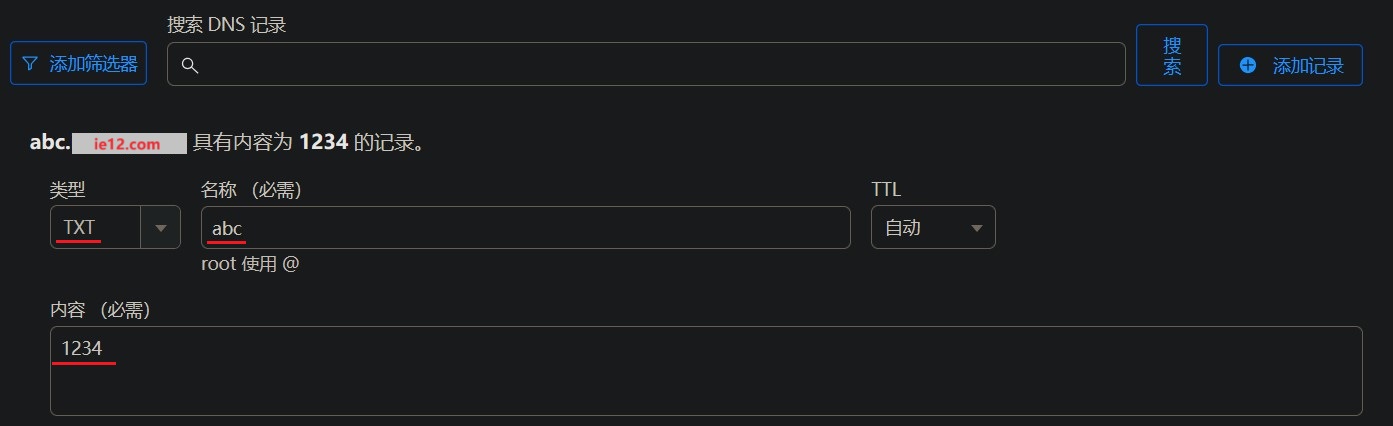 搜索 DNS 记录
添加筛选器
搜索
添加记录
abc. ie12.com 具有内容为 1234 的记录。
类型
名称 （必需）
TTL
TXT
abc
自动
root 使用 @
内容 （必需）
1234